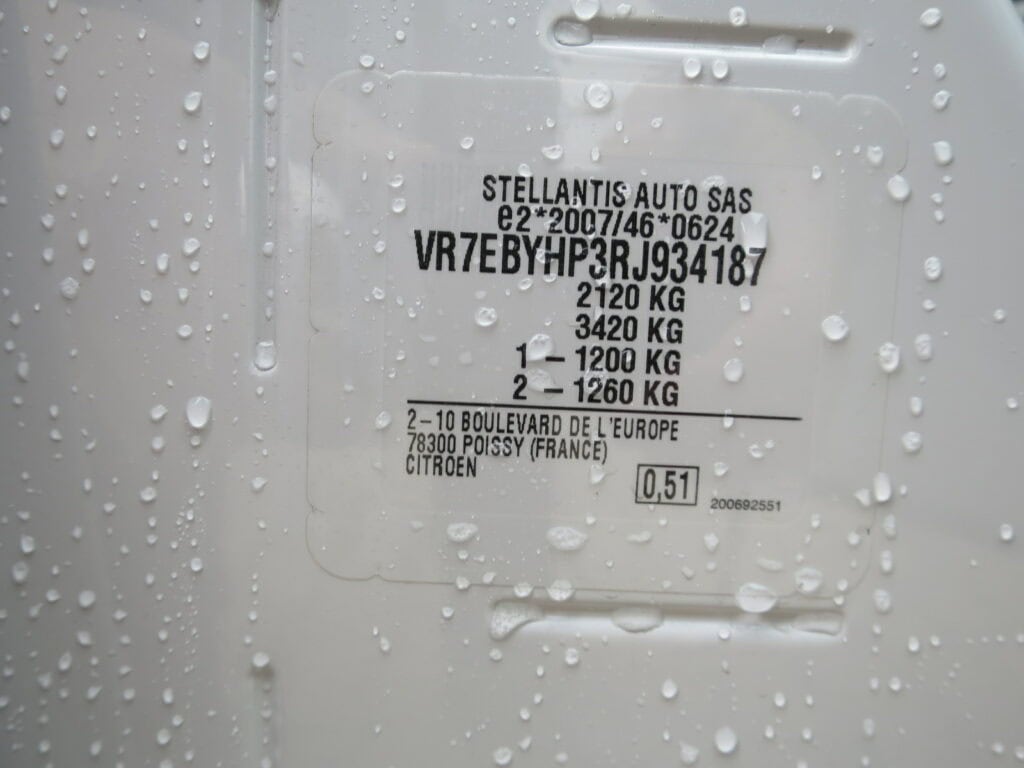 STELLANTIS AUTO SAS
e2*2007/46*0624
VR7EBYHP3RJ934187
2120 KG
3420 KG
1 – 1200 KG
2 – 1260 KG
2–10 BOULEVARD DE L'EUROPE
78300 POISSY (FRANCE)
CITROEN
0,51
200692551